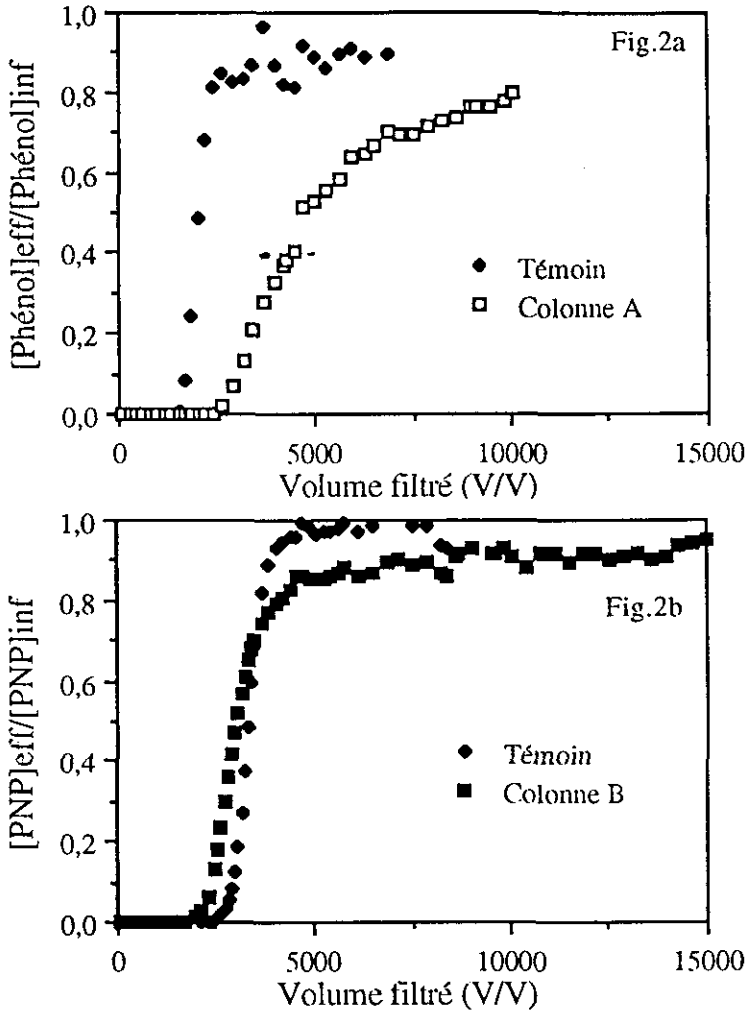 Fig.2a
[Phénol]eff/[Phénol]inf
1,0
0,8
0,6
0,4
0,2
0,0
Témoin
Colonne A
0
5000
10000
15000
Volume filtré (V/V)
Fig.2b
[PNP]eff/[PNP]inf
1,0
0,8
0,6
0,4
0,2
0,0
Témoin
Colonne B
0
5000
10000
15000
Volume filtré (V/V)